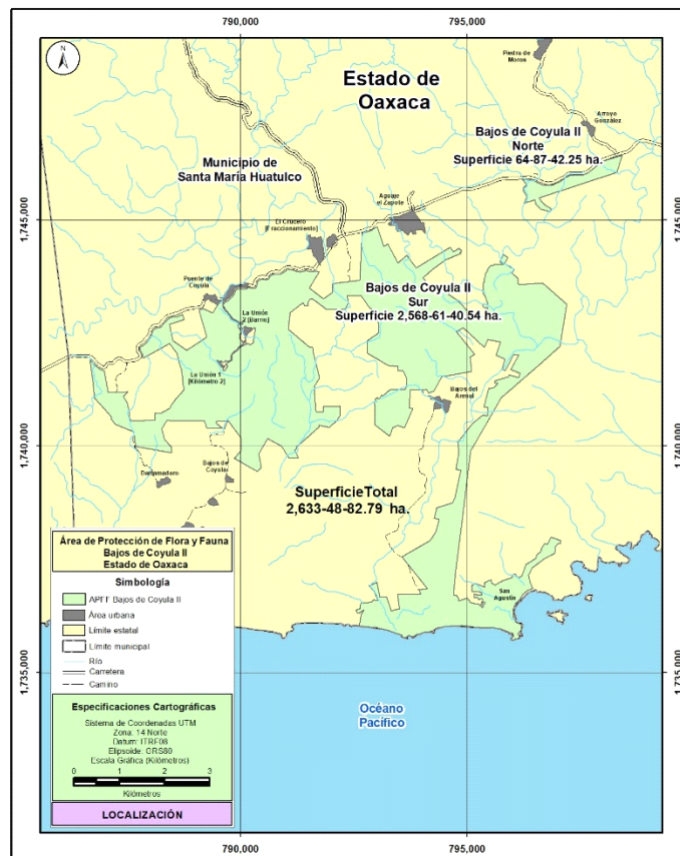 790,000
795,000
N
Estado de
Oaxaca
Piedra de
Moros
Arroyo
González
Bajos de Coyula II
Norte
Superficie 64-87-42.25 ha.
Municipio de
Santa María Huatulco
Aguaje
el Zapote
El Crucero
[Fraccionamiento]
1,745,000
1,745,000
Puente de
Coyula
Bajos de Coyula II
Sur
Superficie 2,568-61-40.54 ha.
La Unión
2 [Barrio]
La Unión 1
[Kilómetro 2]
Bajos del
Arenal
1,740,000
1,740,000
Bajos de
Coyula
Superficie Total
2,633-48-82.79 ha.
San
Agustín
Área de Protección de Flora y Fauna
Bajos de Coyula II
Estado de Oaxaca
Simbología
APFF Bajos de Coyula II
Área urbana
Límite estatal
Límite municipal
Río
Carretera
Camino
1,735,000
1,735,000
Océano
Pacífico
Especificaciones Cartográficas
Sistema de Coordenadas UTM
Zona: 14 Norte
Datum: ITRF08
Elipsoide: GRS80
Escala Gráfica (Kilómetros)
0 1 2 3
Kilómetros
LOCALIZACIÓN
790,000
795,000